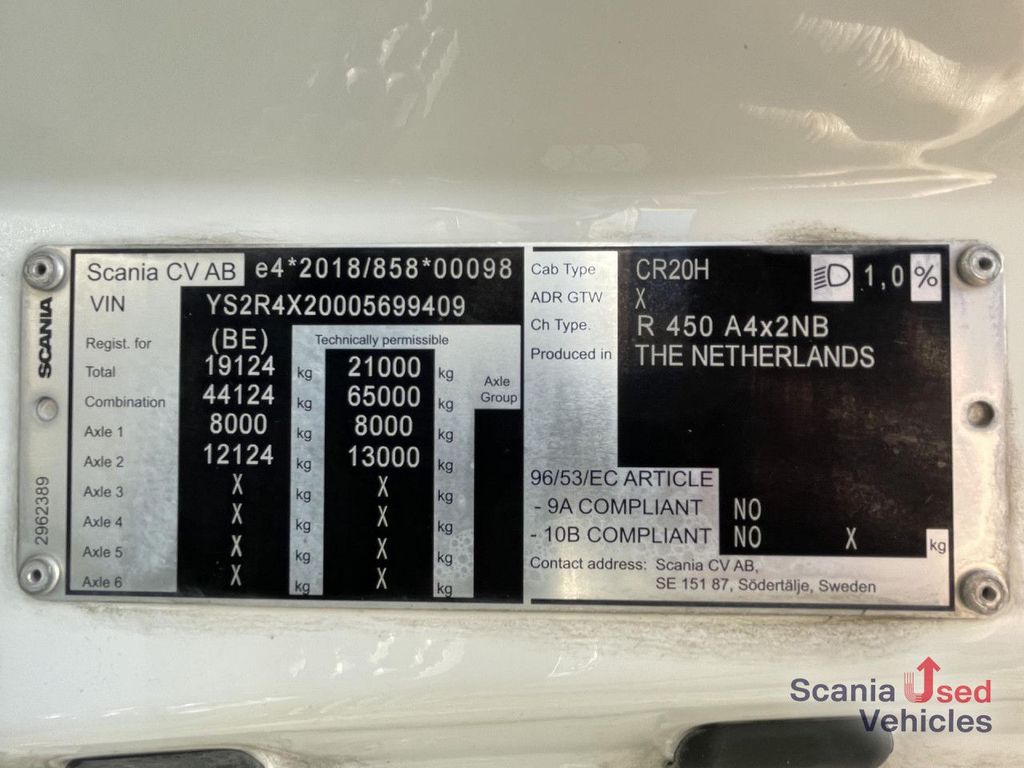 SCANIA
2962389
Scania CV AB e4*2018/858*00098
VIN YS2R4X20005699409
Regist. for (BE) Technically permissible
Total 19124 kg 21000 kg Axle Group
Combination 44124 kg 65000 kg
Axle 1 8000 kg 8000 kg
Axle 2 12124 kg 13000 kg
Axle 3 X kg X kg
Axle 4 X kg X kg
Axle 5 X kg X kg
Axle 6 X kg X kg
Cab Type CR20H 1,0 %
ADR GTW X
Ch Type. R 450 A4x2NB
Produced in THE NETHERLANDS
96/53/EC ARTICLE
- 9A COMPLIANT NO
- 10B COMPLIANT NO X kg
Contact address: Scania CV AB,
SE 151 87, Södertälje, Sweden
Scania Used
Vehicles